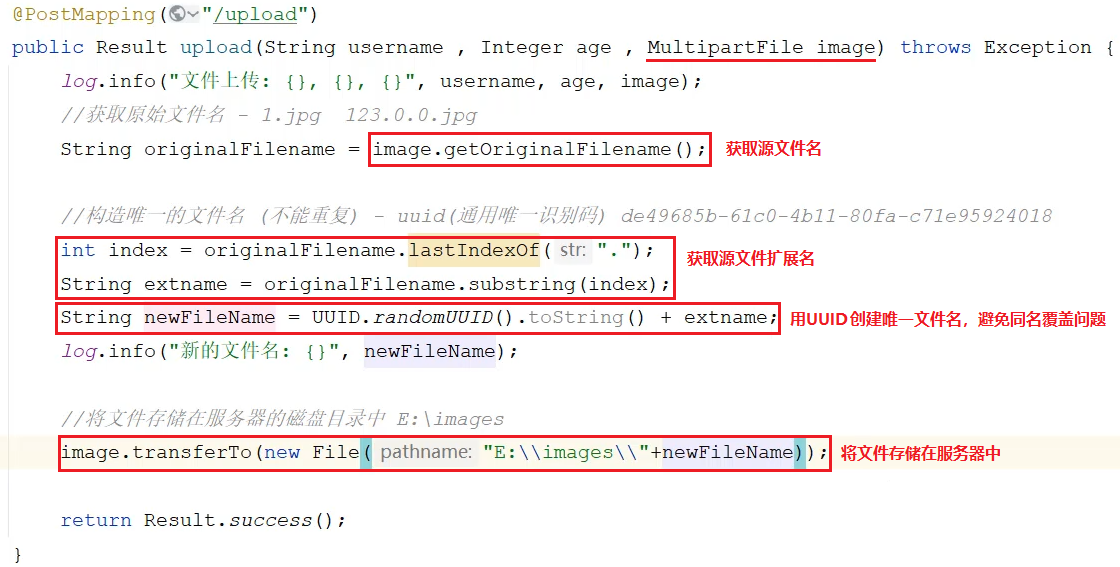 @PostMapping("/upload")
public Result upload(String username , Integer age , MultipartFile image) throws Exception {
log.info("文件上传: {}, {}, {}", username, age, image);
//获取原始文件名 - 1.jpg  123.0.0.jpg
String originalFilename = image.getOriginalFilename(); 获取源文件名
//构造唯一的文件名 (不能重复) - uuid(通用唯一识别码) de49685b-61c0-4b11-80fa-c71e95924018
int index = originalFilename.lastIndexOf( str: ".");
获取源文件扩展名
String extname = originalFilename.substring(index);
String newFileName = UUID.randomUUID().toString() + extname; 用UUID创建唯一文件名，避免同名覆盖问题
log.info("新的文件名: {}", newFileName);
//将文件存储在服务器的磁盘目录中 E:\images
image.transferTo(new File( pathname: "E:\\images\\"+newFileName)); 将文件存储在服务器中
return Result.success();
}